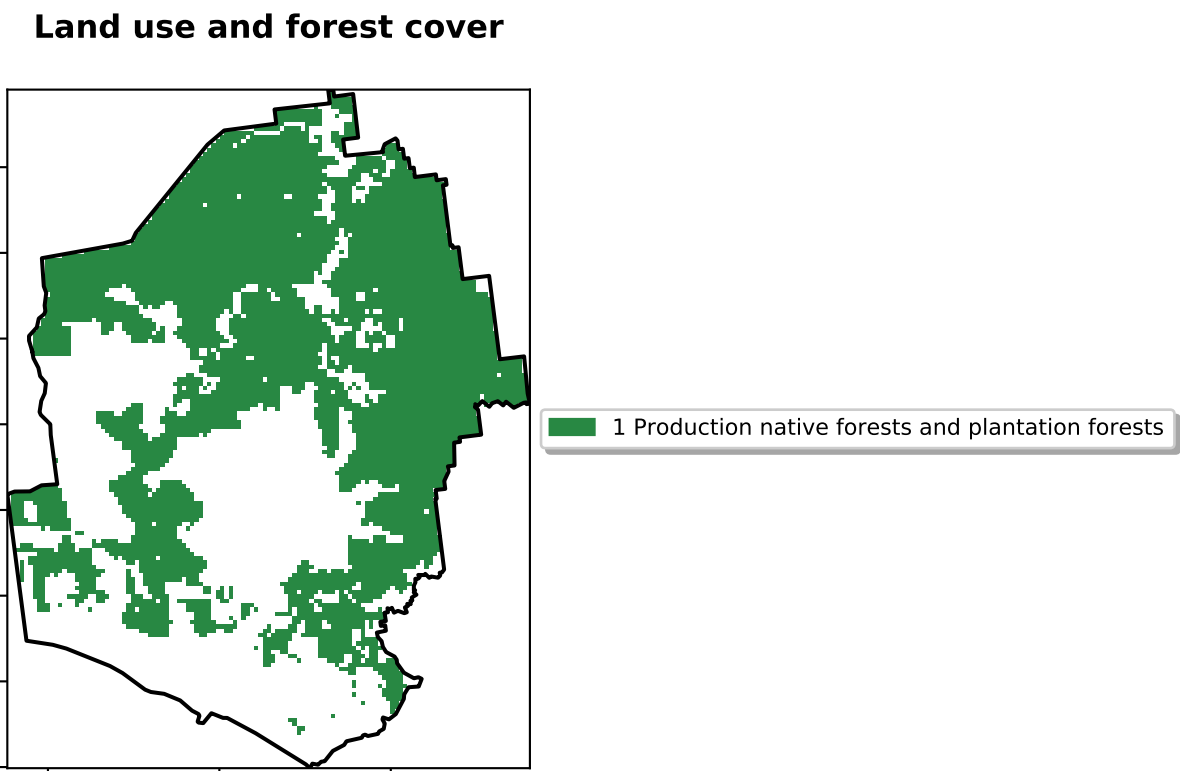 Land use and forest cover
1 Production native forests and plantation forests